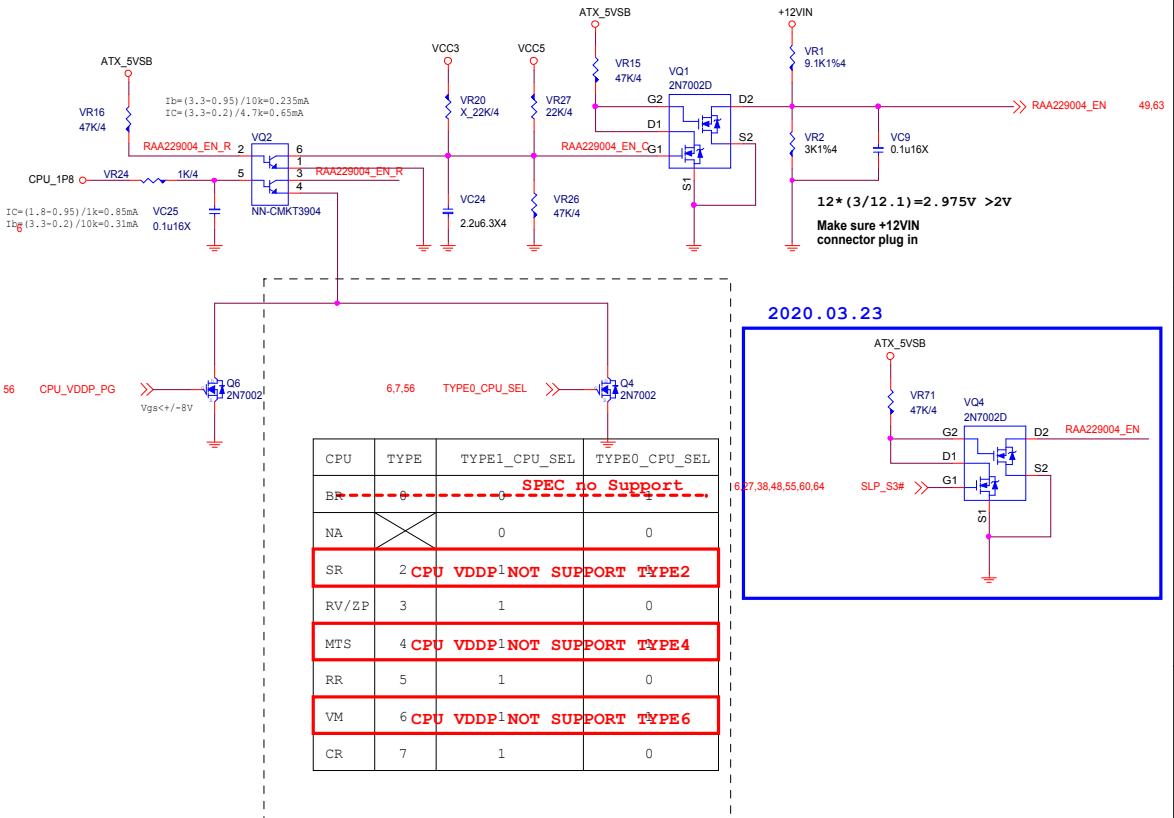 ATX_5VSB
+12VIN
VR1
9.1K1%4
ATX_5VSB
VCC3
VCC5
VR15
47K/4
VQ1
2N7002D
Ib=(3.3-0.95)/10k=0.235mA
IC=(3.3-0.2)/4.7k=0.65mA
VR16
47K/4
VR20
X_22K/4
VR27
22K/4
G2
D2
RAA229004_EN
49,63
D1
S2
VR2
3K1%4
VC9
0.1u16X
RAA229004_EN_R
2
VQ2
6
RAA229004_EN_C
G1
1
CPU_1P8
VR24
1K/4
5
3
RAA229004_EN_R
4
S1
NN-CMKT3904
IC=(1.8-0.95)/1k=0.85mA
Ib=(3.3-0.2)/10k=0.31mA
6
VC25
0.1u16X
VC24
2.2u6.3X4
VR26
47K/4
12*(3/12.1)=2.975V >2V
Make sure +12VIN
connector plug in
2020.03.23
ATX_5VSB
VR71
47K/4
VQ4
2N7002D
G2
D2
RAA229004_EN
D1
S2
6,27,38,48,55,60,64
SLP_S3#
G1
S1
56
CPU_VDDP_PG
Q6
2N7002
Vgs<+/-8V
6,7,56
TYPE0_CPU_SEL
Q4
2N7002
CPU TYPE TYPE1_CPU_SEL TYPE0_CPU_SEL
BR 0 0 1
SPEC no Support
NA 0 0
SR 2 1 1
CPU VDDP NOT SUPPORT TYPE2
RV/ZP 3 1 0
MTS 4 1 1
CPU VDDP NOT SUPPORT TYPE4
RR 5 1 0
VM 6 1 1
CPU VDDP NOT SUPPORT TYPE6
CR 7 1 0